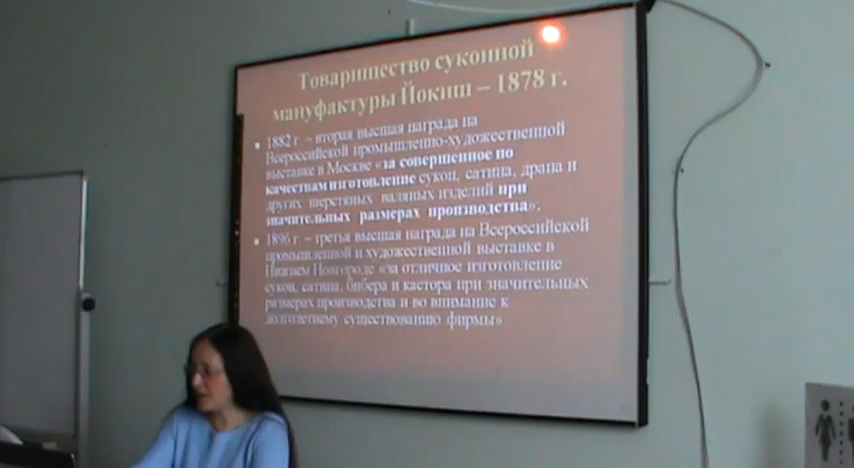 Товарищество суконной
мануфактуры Йокиш – 1878 г.
• 1882 г – вторая высшая награда на
Всероссийской промышленно-художественной
выставке в Москве «за совершенное по
качествам изготовление сукон, сатина, драпа и
других шерстяных валяных изделий при
значительных размерах производства»;
• 1896 г – третья высшая награда на Всероссийской
промышленной и художественной выставке в
Нижнем Новгороде «за отличное изготовление
сукон, сатина, бибера и кастора при значительных
размерах производства и во внимание к
долголетнему существованию фирмы»